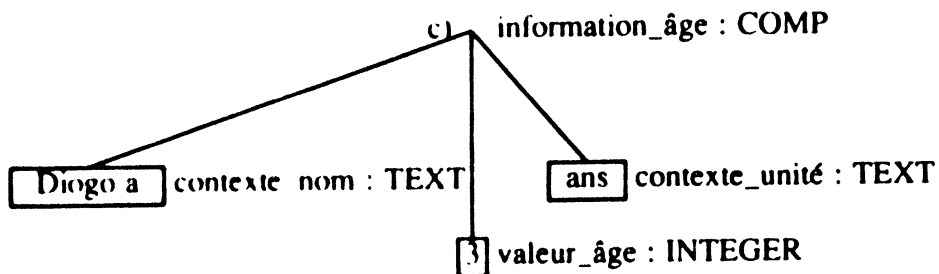 c) information_âge : COMP
Diogo a contexte nom : TEXT ans contexte_unité : TEXT
3 valeur_âge : INTEGER